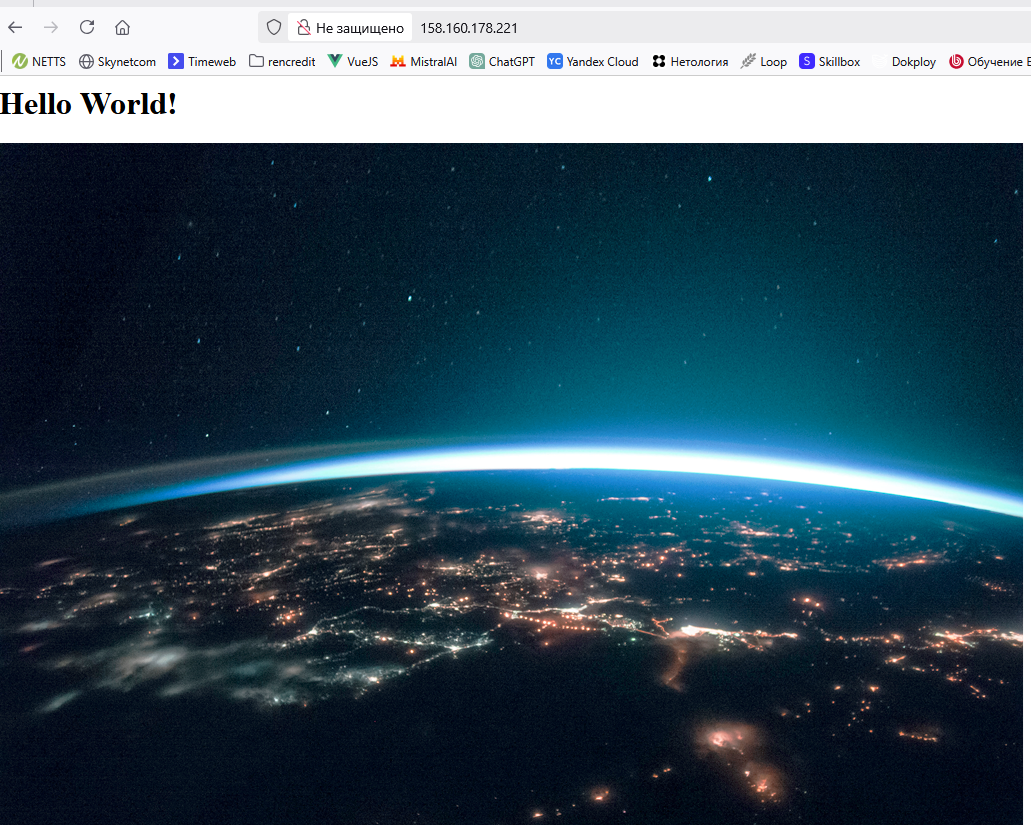 Не защищено 158.160.178.221
NETTS Skynetcom Timeweb rencredit VueJS MistralAI ChatGPT YC Yandex Cloud Нетология Loop S Skillbox Dokploy Обучение
Hello World!